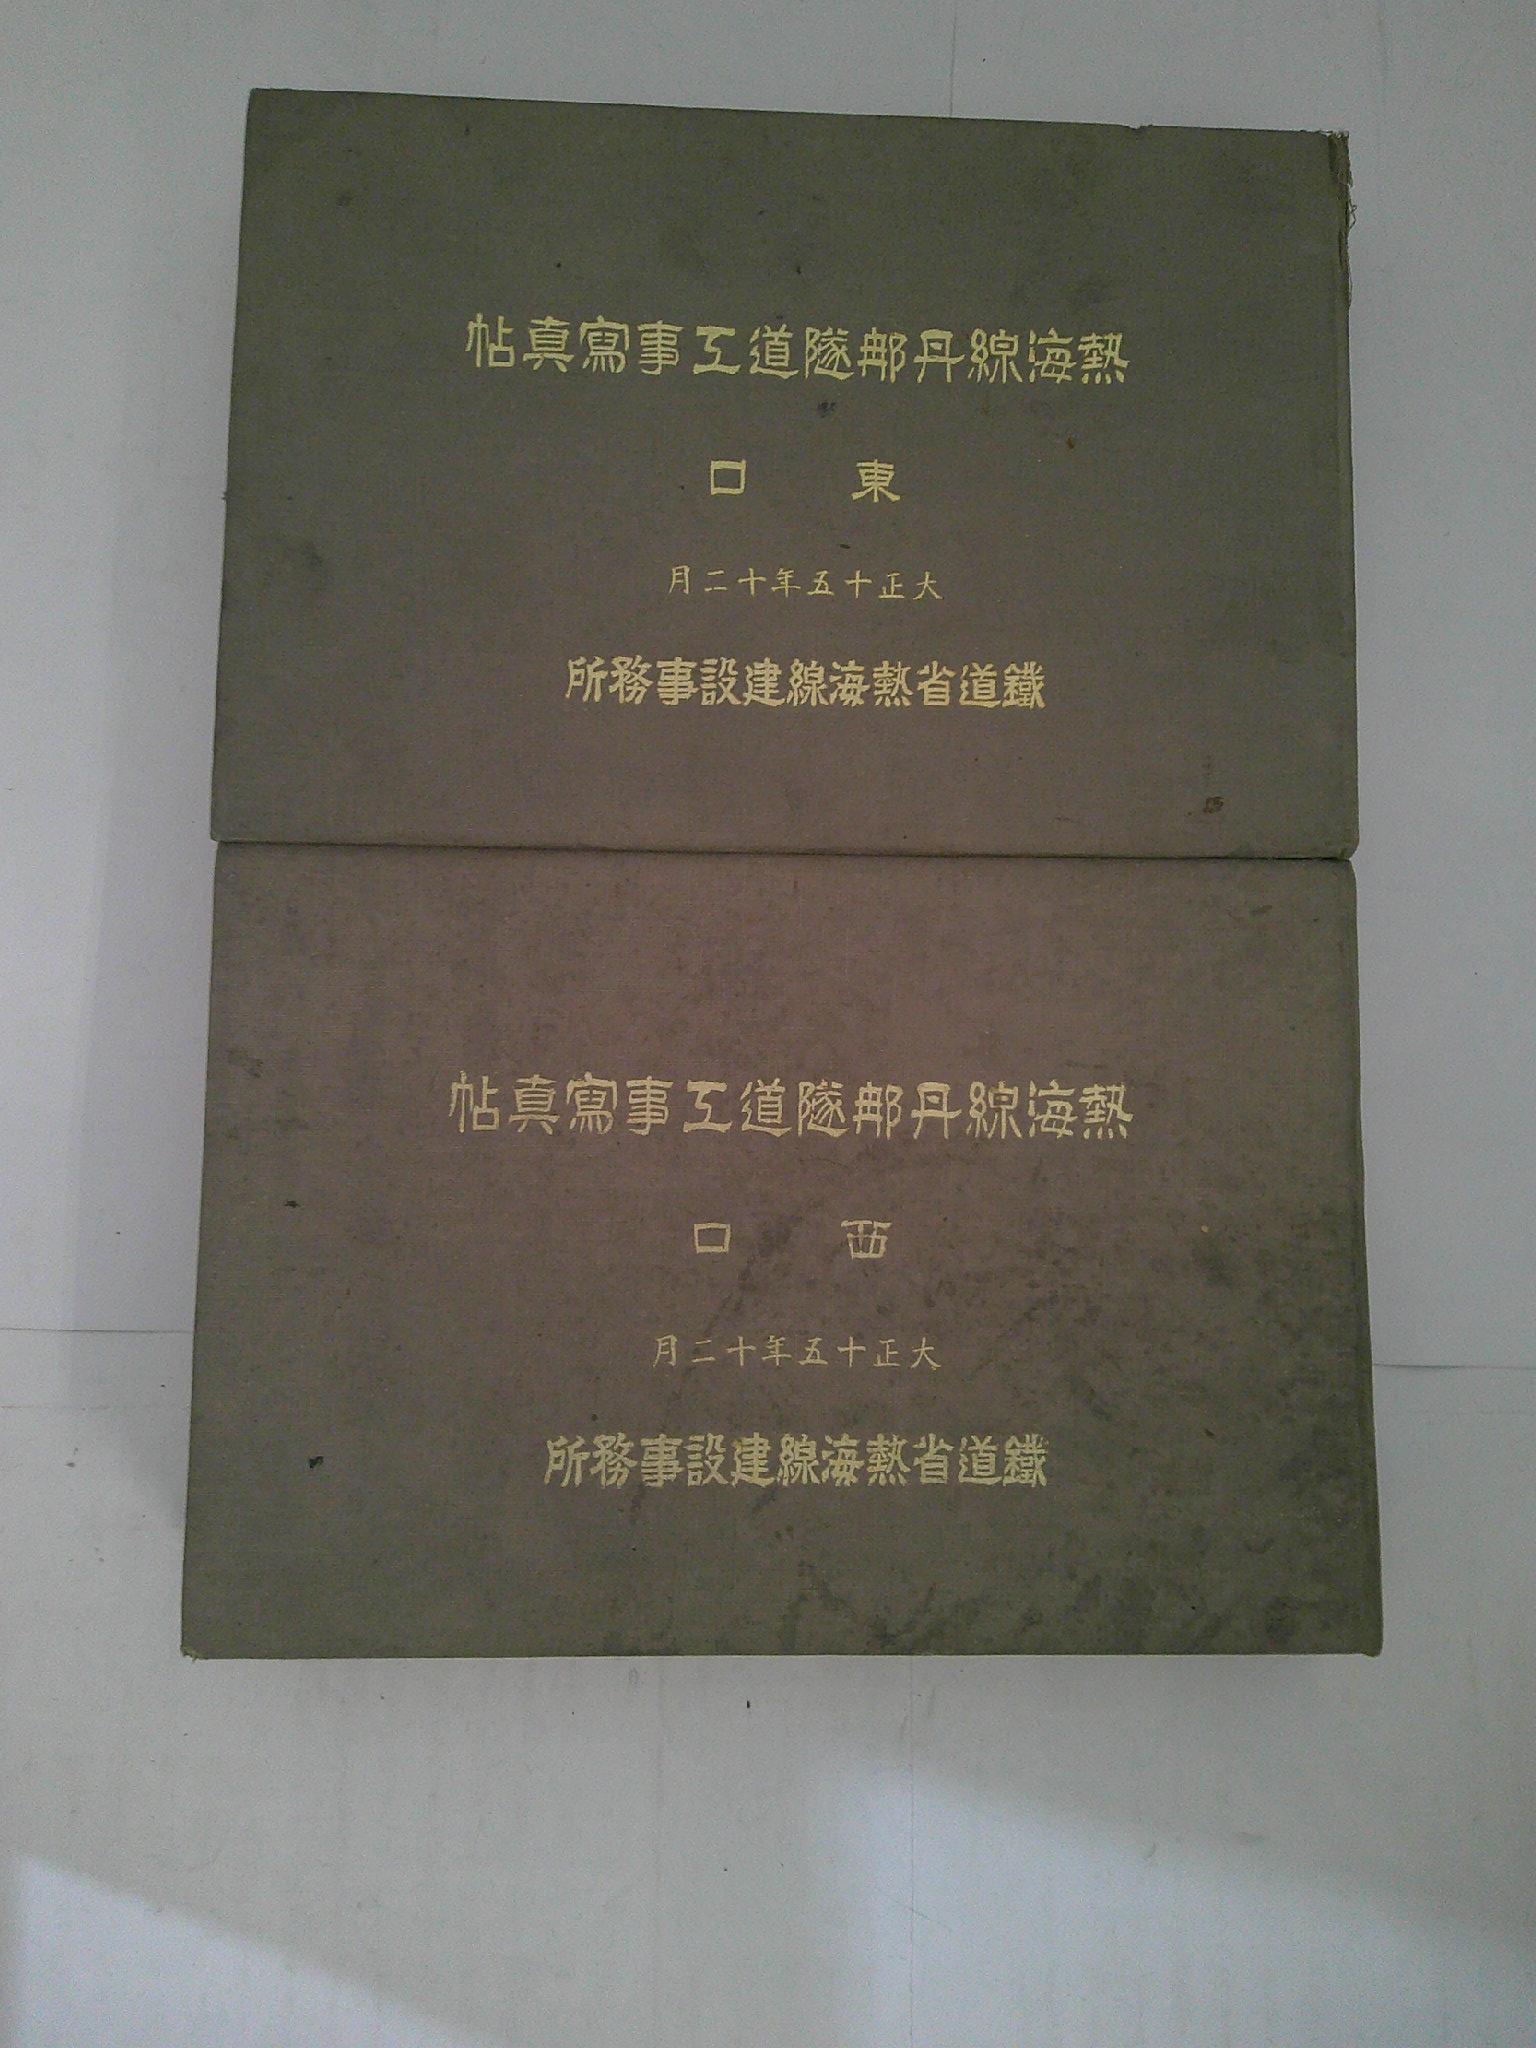 熱海線丹那隧道工事寫真帖
東口
大正十五年十二月
鐵道省熱海線建設事務所
熱海線丹那隧道工事寫真帖
西口
大正十五年十二月
鐵道省熱海線建設事務所